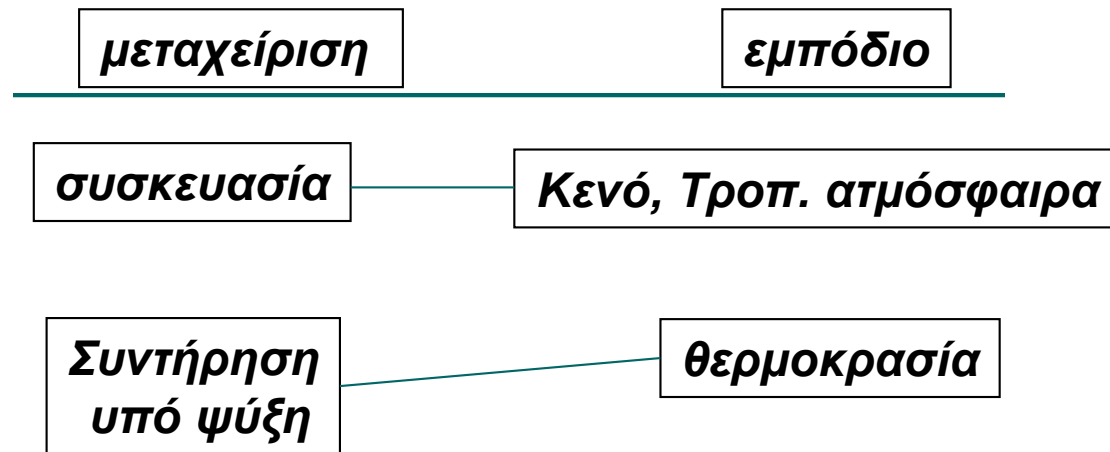 μεταχείριση
εμπόδιο
συσκευασία
Κενό, Τροπ. ατμόσφαιρα
Συντήρηση
υπό ψύξη
θερμοκρασία